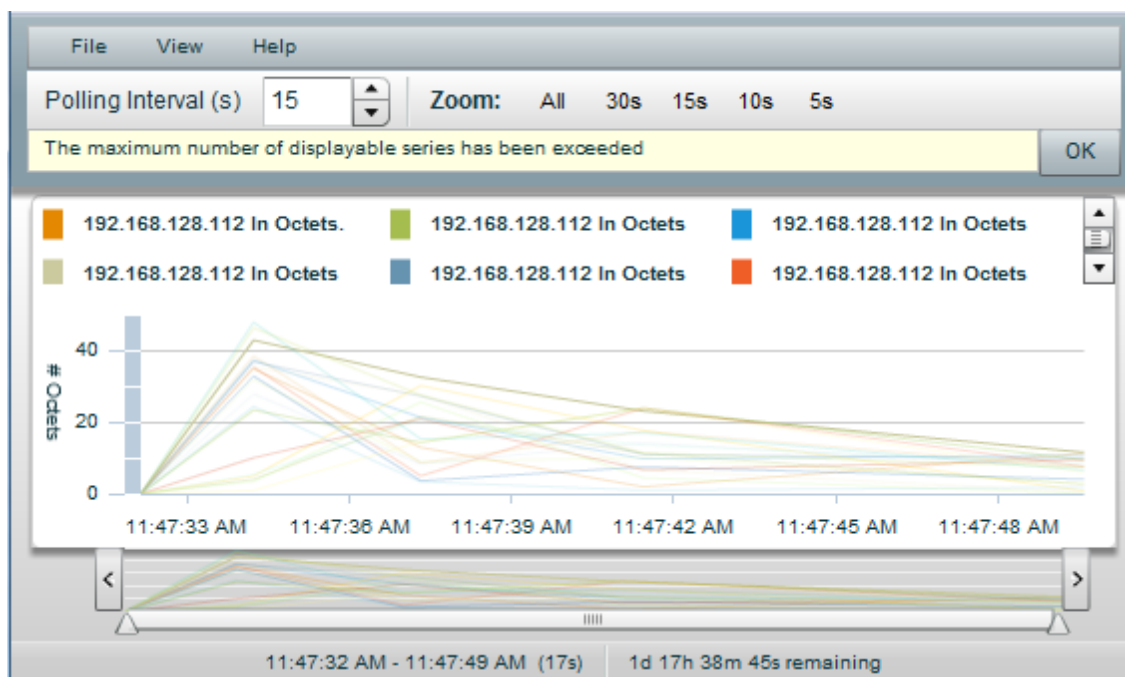 File View Help
Polling Interval (s) 15 Zoom: All 30s 15s 10s 5s
The maximum number of displayable series has been exceeded OK
192.168.128.112 In Octets. 192.168.128.112 In Octets 192.168.128.112 In Octets
192.168.128.112 In Octets 192.168.128.112 In Octets 192.168.128.112 In Octets
# Octets
40
20
0
11:47:33 AM 11:47:36 AM 11:47:39 AM 11:47:42 AM 11:47:45 AM 11:47:48 AM
11:47:32 AM - 11:47:49 AM (17s) 1d 17h 38m 45s remaining